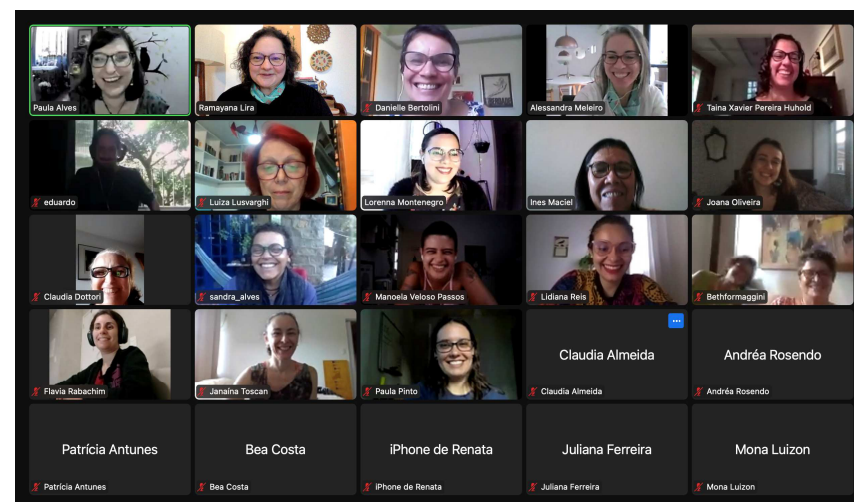 Paula Alves
Ramayana Lira
Danielle Bertolini
Alessandra Meleiro
Taina Xavier Pereira Huhold
eduardo
Luiza Lusvarghi
Lorenna Montenegro
Ines Maciel
Joana Oliveira
Claudia Dottori
sandra_alves
Manoela Veloso Passos
Lidiana Reis
Bethformaggini
Flavia Rabachim
Janaína Toscan
Paula Pinto
Claudia Almeida
Claudia Almeida
Andréa Rosendo
Andréa Rosendo
Patrícia Antunes
Patrícia Antunes
Bea Costa
Bea Costa
iPhone de Renata
iPhone de Renata
Juliana Ferreira
Juliana Ferreira
Mona Luizon
Mona Luizon